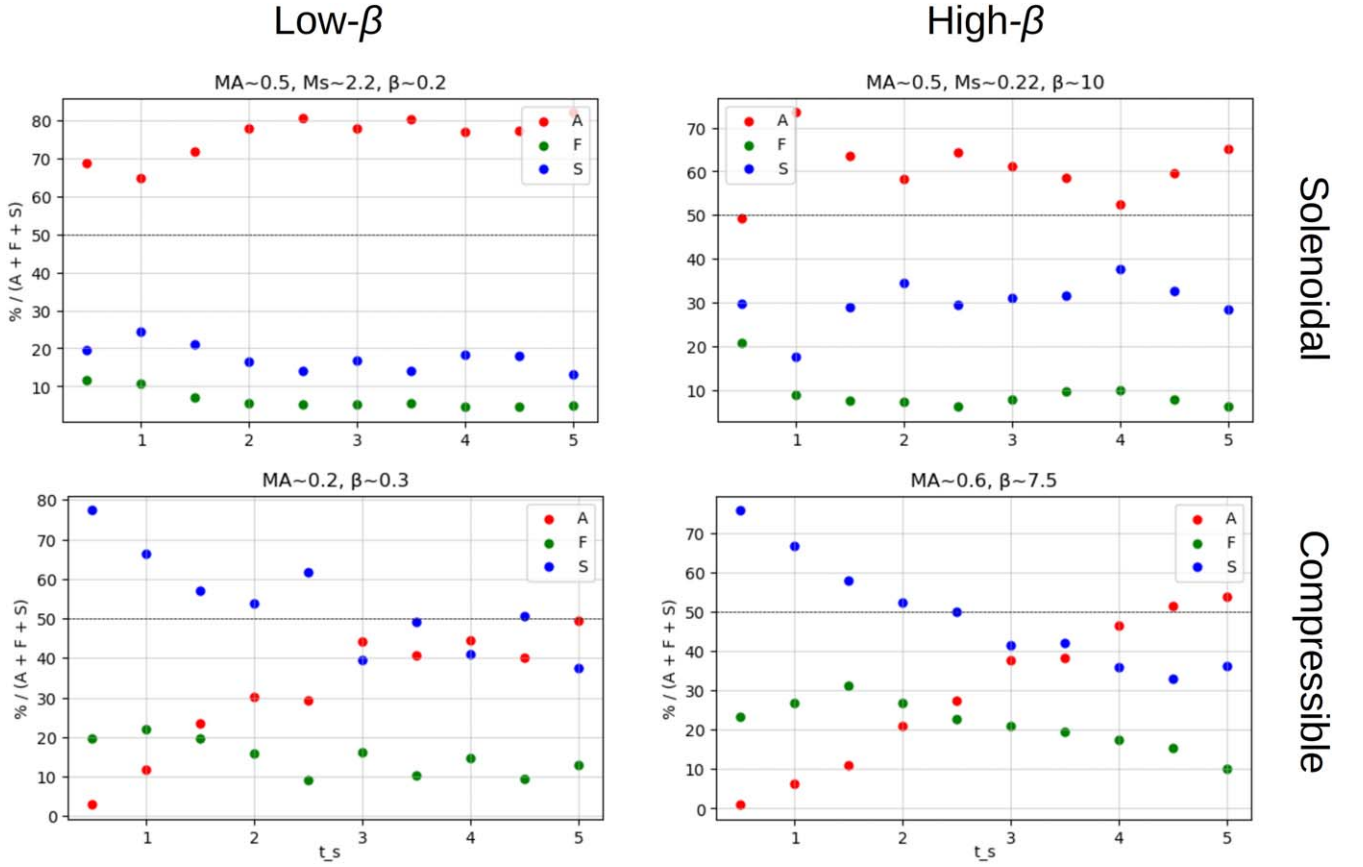 Low-β
High-β
MA~0.5, Ms~2.2, β~0.2
MA~0.5, Ms~0.22, β~10
80
70
60
50
40
30
20
10
% / (A + F + S)
A
F
S
1
2
3
4
5
70
60
50
40
30
20
10
A
F
S
1
2
3
4
5
Solenoidal
MA~0.2, β~0.3
MA~0.6, β~7.5
80
70
60
50
40
30
20
10
0
% / (A + F + S)
A
F
S
1
2
3
4
5
t_s
70
60
50
40
30
20
10
0
% / (A + F + S)
A
F
S
1
2
3
4
5
t_s
Compressible